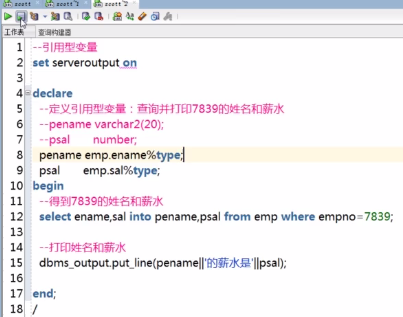 scott scott~1 scott~2
工作表 查询构建器
1 --引用型变量
2 set serveroutput on
3
4 declare
5 --定义引用型变量：查询并打印7839的姓名和薪水
6 --pename varchar2(20);
7 --psal number;
8 pename emp.ename%type;
9 psal emp.sal%type;
10 begin
11 --得到7839的姓名和薪水
12 select ename,sal into pename,psal from emp where empno=7839;
13
14 --打印姓名和薪水
15 dbms_output.put_line(pename||'的薪水是'||psal);
16
17 end;
18 /